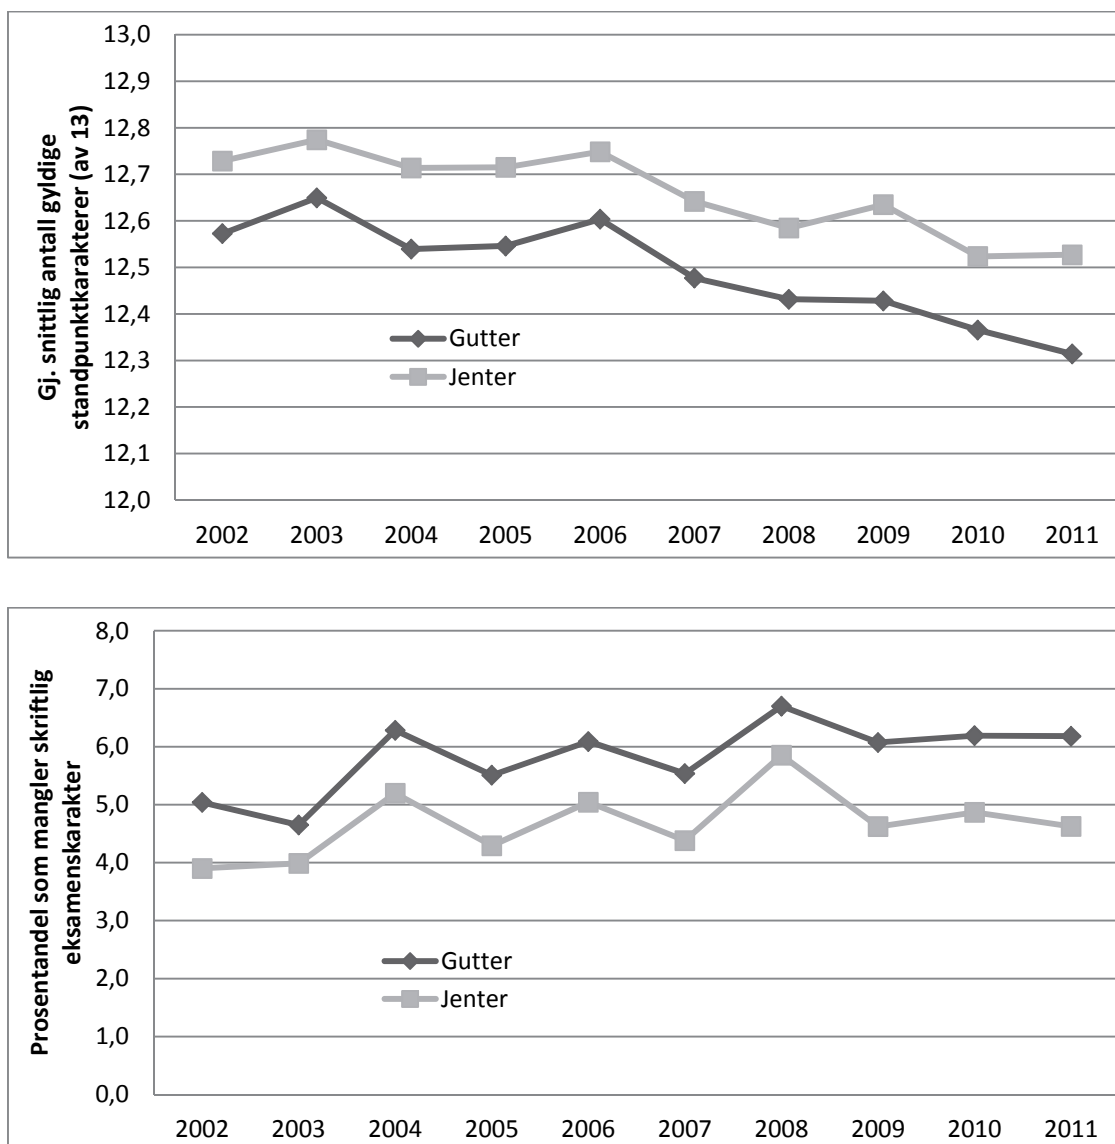 Gj. snittlig antall gyldige
standpunktkarakterer (av 13)
13,0
12,9
12,8
12,7
12,6
12,5
12,4
12,3
12,2
12,1
12,0
Gutter
Jenter
2002 2003 2004 2005 2006 2007 2008 2009 2010 2011
Prosentandel som mangler skriftlig
eksamenskarakter
8,0
7,0
6,0
5,0
4,0
3,0
2,0
1,0
0,0
Gutter
Jenter
2002 2003 2004 2005 2006 2007 2008 2009 2010 2011